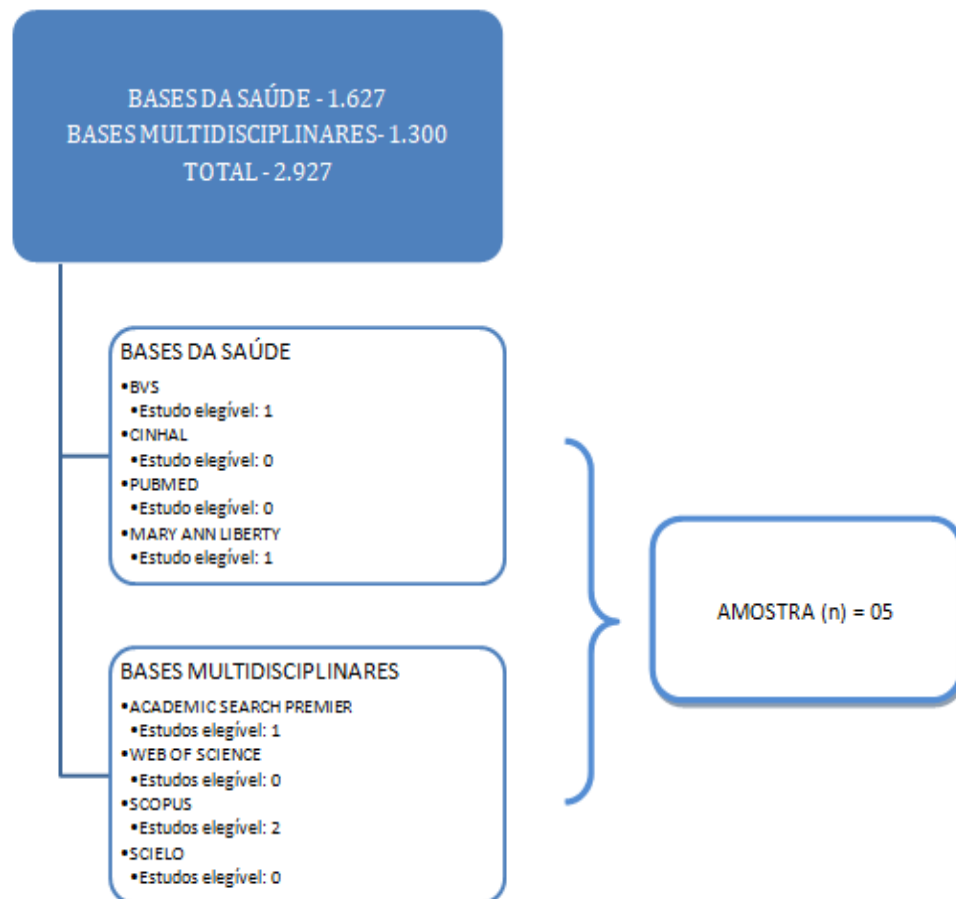 BASES DA SAÚDE - 1.627
BASES MULTIDISCIPLINARES- 1.300
TOTAL - 2.927
BASES DA SAÚDE
•BVS
•Estudo elegível: 1
•CINHAL
•Estudo elegível: 0
•PUBMED
•Estudo elegível: 0
•MARY ANN LIBERTY
•Estudo elegível: 1
BASES MULTIDISCIPLINARES
•ACADEMIC SEARCH PREMIER
•Estudos elegível: 1
•WEB OF SCIENCE
•Estudos elegível: 0
•SCOPUS
•Estudos elegível: 2
•SCIELO
•Estudos elegível: 0
AMOSTRA (n) = 05